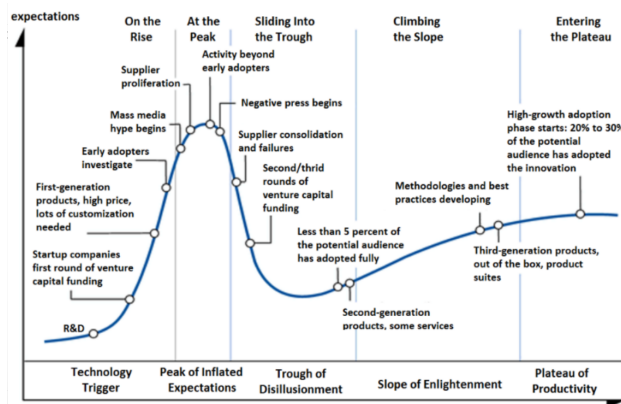 expectations
On the
Rise
At the
Peak
Sliding Into
the Trough
Climbing
the Slope
Entering
the Plateau
Activity beyond
early adopters
Supplier
proliferation
Negative press begins
Mass media
hype begins
Supplier consolidation
and failures
Early adopters
investigate
Second/thrid
rounds of
venture capital
funding
First-generation
products, high price,
lots of customization
needed
Startup companies
first round of venture
capital funding
R&D
Less than 5 percent of
the potential audience
has adopted fully
Second-generation
products, some services
Methodologies and best
practices developing
Third-generation products,
out of the box, product
suites
High-growth adoption
phase starts: 20% to 30%
of the potential
audience has adopted
the innovation
Technology
Trigger
Peak of Inflated
Expectations
Trough of
Disillusionment
Slope of Enlightenment
Plateau of
Productivity